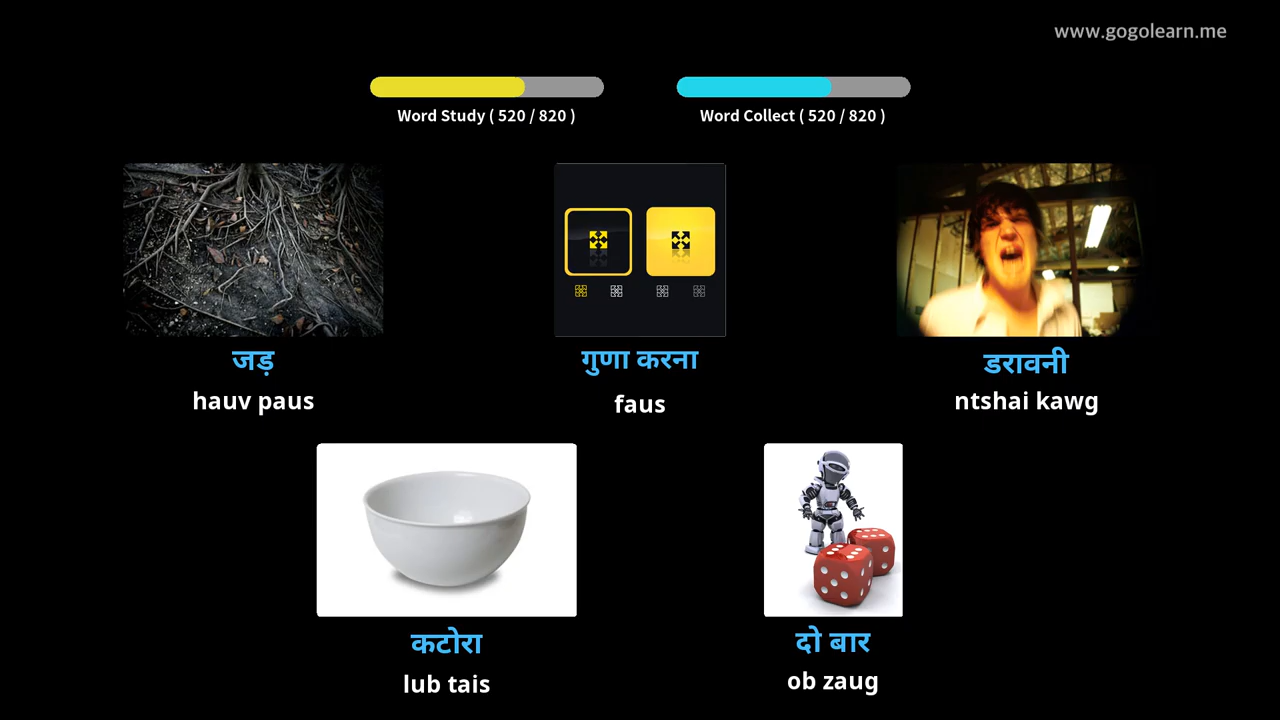 www.gogolearn.me
Word Study ( 520 / 820 )
Word Collect ( 520 / 820 )
जड़
hauv paus
गुणा करना
faus
डरावनी
ntshai kawg
कटोरा
lub tais
दो बार
ob zaug